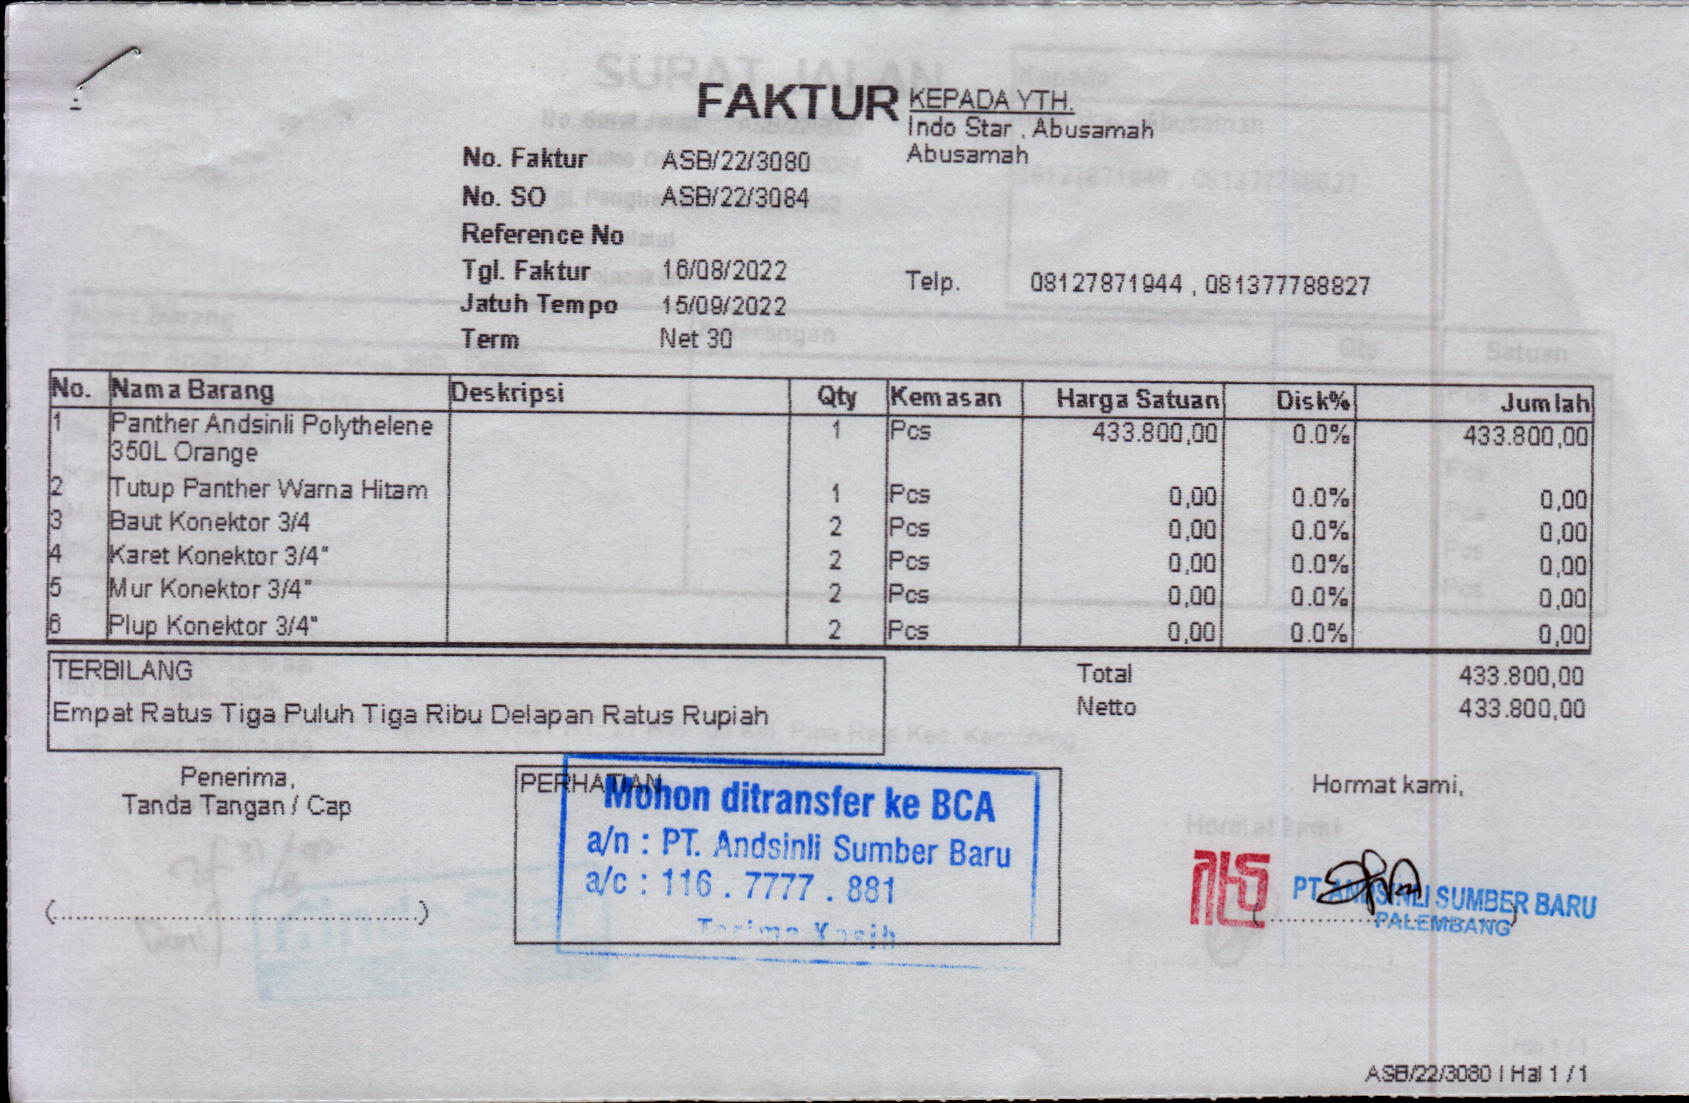 FAKTUR
KEPADA YTH.
Indo Star , Abusamah
Abusamah
No. Faktur ASB/22/3080
No. SO ASB/22/3084
Reference No
Tgl. Faktur 16/08/2022
Telp. 08127871944 , 081377788827
Jatuh Tempo 15/09/2022
Term Net 30
No. Nama Barang Deskripsi Qty Kemasan Harga Satuan Disk% Jumlah
1 Panther Andsinli Polythelene 1 Pcs 433.800,00 0.0% 433.800,00
350L Orange
2 Tutup Panther Warna Hitam 1 Pcs 0,00 0.0% 0,00
3 Baut Konektor 3/4 2 Pcs 0,00 0.0% 0,00
4 Karet Konektor 3/4" 2 Pcs 0,00 0.0% 0,00
5 Mur Konektor 3/4" 2 Pcs 0,00 0.0% 0,00
6 Plup Konektor 3/4" 2 Pcs 0,00 0.0% 0,00
TERBILANG
Empat Ratus Tiga Puluh Tiga Ribu Delapan Ratus Rupiah
Total 433.800,00
Netto 433.800,00
Penerima,
Tanda Tangan / Cap
(........................................................)
PERHATIAN
Mohon ditransfer ke BCA
a/n : PT. Andsinli Sumber Baru
a/c : 116 . 7777 . 881
Terima Kasih
Hormat kami,
PT. ANDSINLI SUMBER BARU
PALEMBANG
ASB/22/3080 | Hal 1 / 1